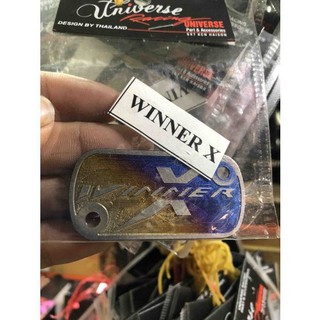 Universe
Racing
DESIGN BY THAILAND
UNIVERSE
Part & Accessories
WINNER X
WINNER
X